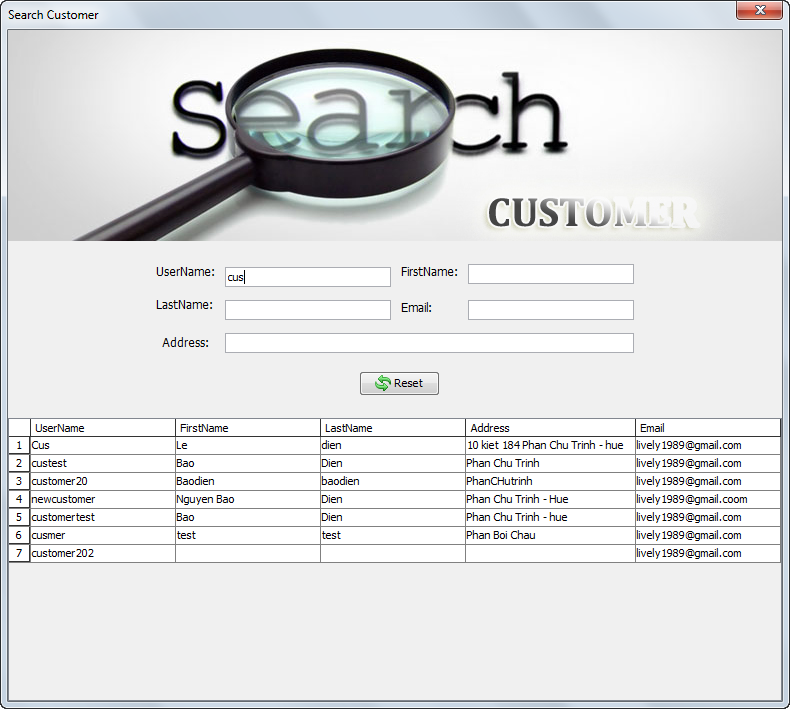 Search Customer
search
CUSTOMER
UserName: cus FirstName:
LastName: Email:
Address:
Reset
UserName FirstName LastName Address Email
1 Cus Le dien 10 kiet 184 Phan Chu Trinh - hue lively1989@gmail.com
2 custest Bao Dien Phan Chu Trinh lively1989@gmail.com
3 customer20 Baodien baodien PhanCHutrinh lively1989@gmail.com
4 newcustomer Nguyen Bao Dien Phan Chu Trinh - Hue lively1989@gmail.coom
5 customertest Bao Dien Phan Chu Trinh - hue lively1989@gmail.com
6 cusmer test test Phan Boi Chau lively1989@gmail.com
7 customer202 lively1989@gmail.com